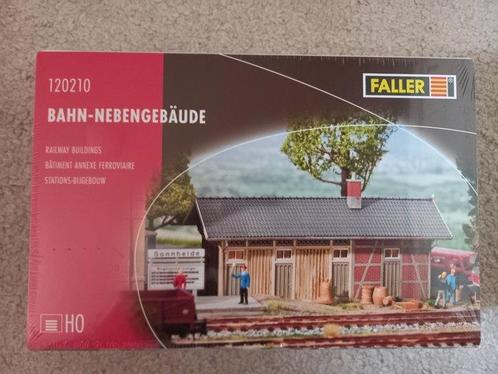 120210
BAHN-NEBENGEBÄUDE
RAILWAY BUILDINGS
BÂTIMENT ANNEXE FERROVIAIRE
STATIONS-BIJGEBOUW
FALLER
Sonnheide
H0